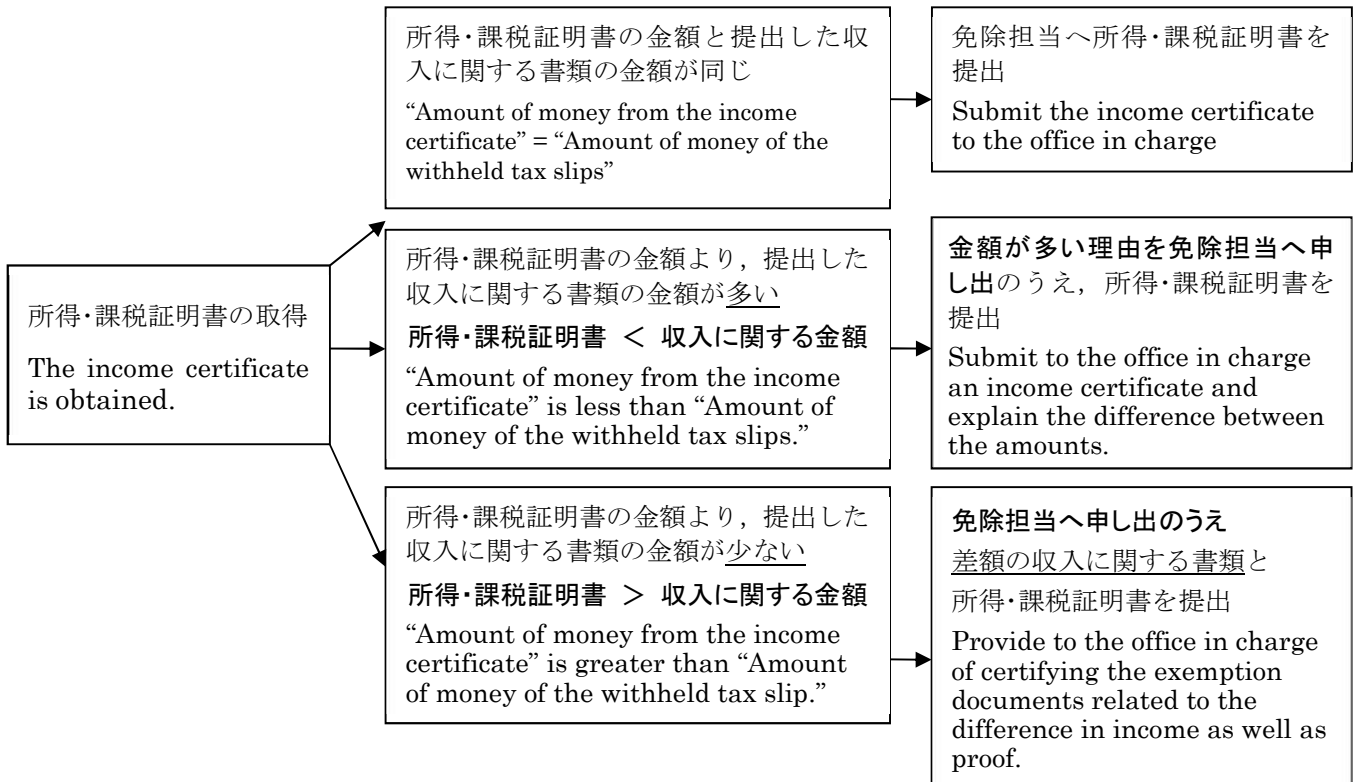 所得･課税証明書の取得
The income certificate
is obtained.
所得･課税証明書の金額と提出した収
入に関する書類の金額が同じ
“Amount of money from the income
certificate” = “Amount of money of the
withheld tax slips”
免除担当へ所得･課税証明書を
提出
Submit the income certificate
to the office in charge
所得･課税証明書の金額より，提出した
収入に関する書類の金額が多い
所得･課税証明書 ＜ 収入に関する金額
“Amount of money from the income
certificate” is less than “Amount of
money of the withheld tax slips.”
金額が多い理由を免除担当へ申
し出のうえ，所得･課税証明書を
提出
Submit to the office in charge
an income certificate and
explain the difference between
the amounts.
所得･課税証明書の金額より，提出した
収入に関する書類の金額が少ない
所得･課税証明書 ＞ 収入に関する金額
“Amount of money from the income
certificate” is greater than “Amount
of money of the withheld tax slip.”
免除担当へ申し出のうえ
差額の収入に関する書類と
所得･課税証明書を提出
Provide to the office in charge
of certifying the exemption
documents related to the
difference in income as well as
proof.